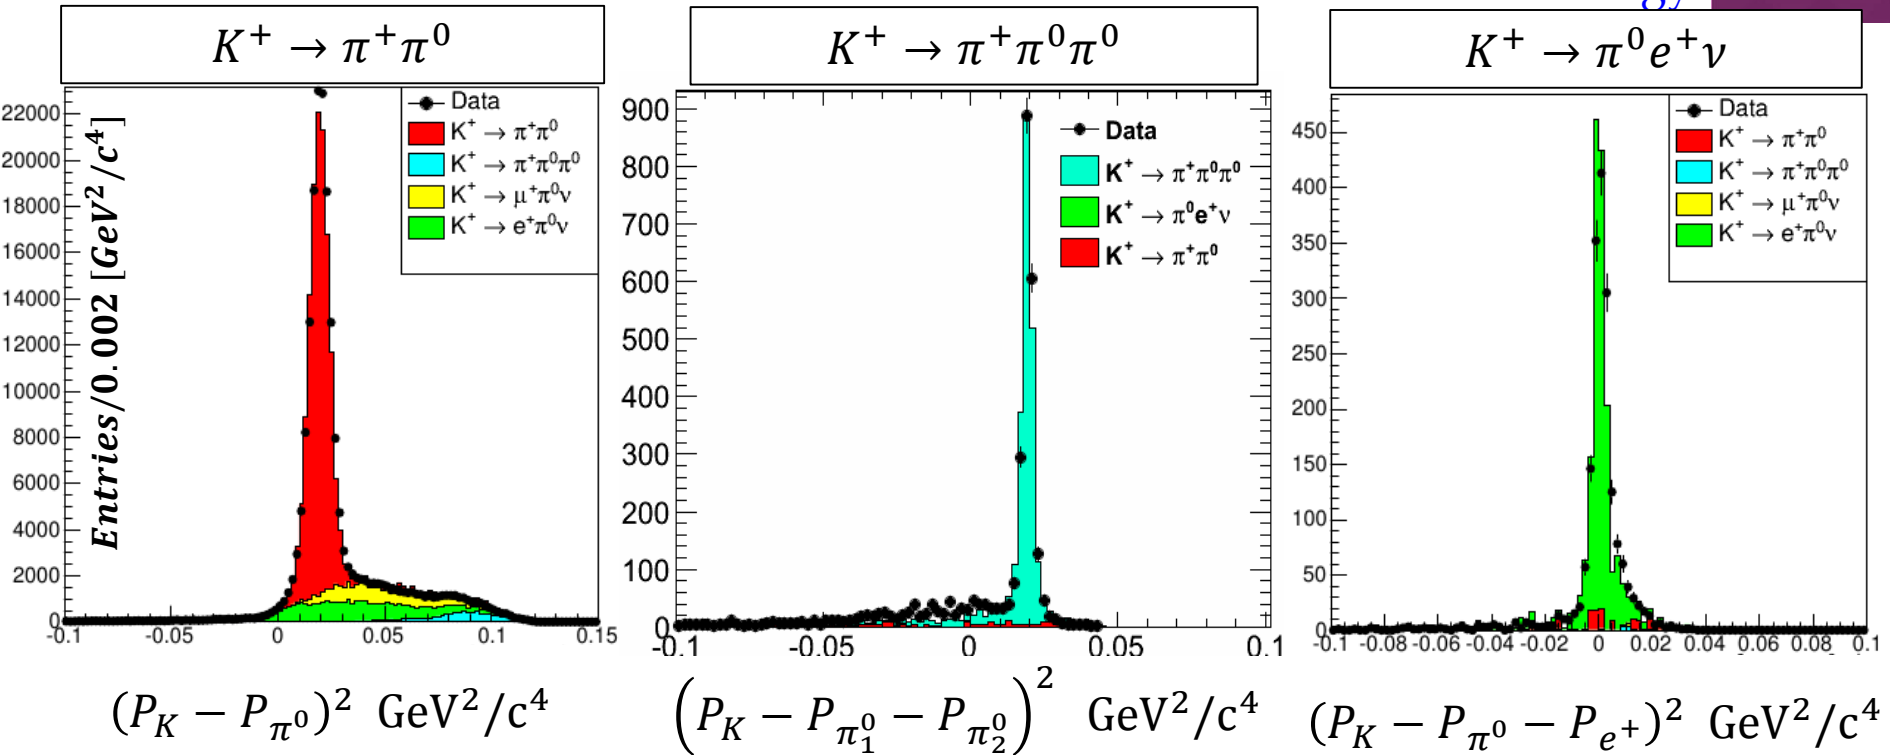 gy
K⁺ → π⁺π⁰
22000
20000
18000
16000
14000
12000
10000
8000
6000
4000
2000
0
Entries/0.002 [GeV²/c⁴]
Data
K⁺ → π⁺π⁰
K⁺ → π⁺π⁰π⁰
K⁺ → μ⁺π⁰ν
K⁺ → e⁺π⁰ν
-0.1 -0.05 0 0.05 0.1 0.15
(P_K − P_π⁰)² GeV²/c⁴
K⁺ → π⁺π⁰π⁰
900
800
700
600
500
400
300
200
100
0
Data
K⁺ → π⁺π⁰π⁰
K⁺ → π⁰e⁺ν
K⁺ → π⁺π⁰
-0.1 -0.05 0 0.05 0.1
(P_K − P_π⁰₁ − P_π⁰₂)² GeV²/c⁴
K⁺ → π⁰e⁺ν
450
400
350
300
250
200
150
100
50
0
Data
K⁺ → π⁺π⁰
K⁺ → π⁺π⁰π⁰
K⁺ → μ⁺π⁰ν
K⁺ → e⁺π⁰ν
-0.1 -0.08 -0.06 -0.04 -0.02 0 0.02 0.04 0.06 0.08 0.1
(P_K − P_π⁰ − P_e⁺)² GeV²/c⁴